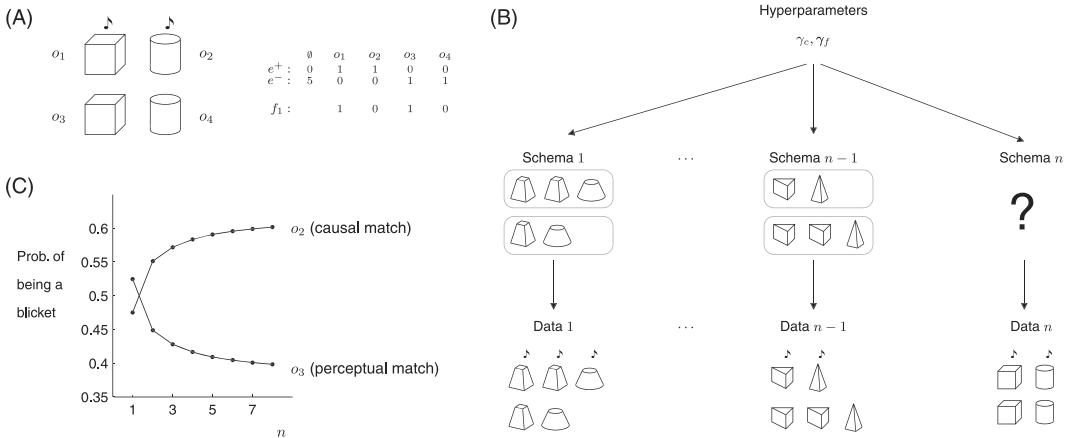 (A)
♪ ♪
o₁ o₂
o₃ o₄
∅ o₁ o₂ o₃ o₄
e⁺ : 0 1 1 0 0
e⁻ : 5 0 0 1 1
f₁ : 1 0 1 0
(B)
Hyperparameters
γ_c, γ_f
Schema 1 ... Schema n − 1 Schema n
?
Data 1 ... Data n − 1 Data n
♪ ♪ ♪ ♪ ♪ ♪ ♪
(C)
Prob. of
being a
blicket
0.6
0.55
0.5
0.45
0.4
0.35
1 3 5 7
n
o₂ (causal match)
o₃ (perceptual match)